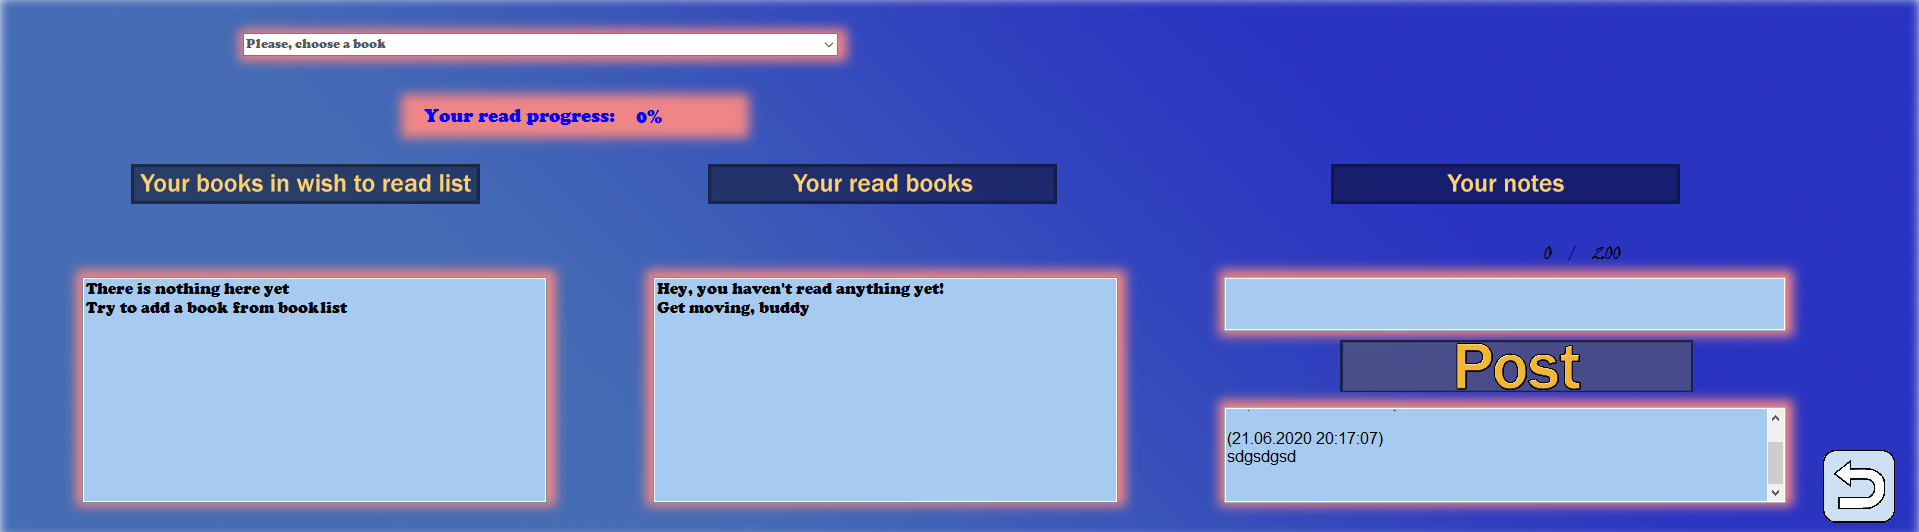 Please, choose a book
Your read progress: 0%
Your books in wish to read list
Your read books
Your notes
0 / 200
There is nothing here yet
Try to add a book from booklist
Hey, you haven't read anything yet!
Get moving, buddy
Post
(21.06.2020 20:17:07)
sdgsdgsd